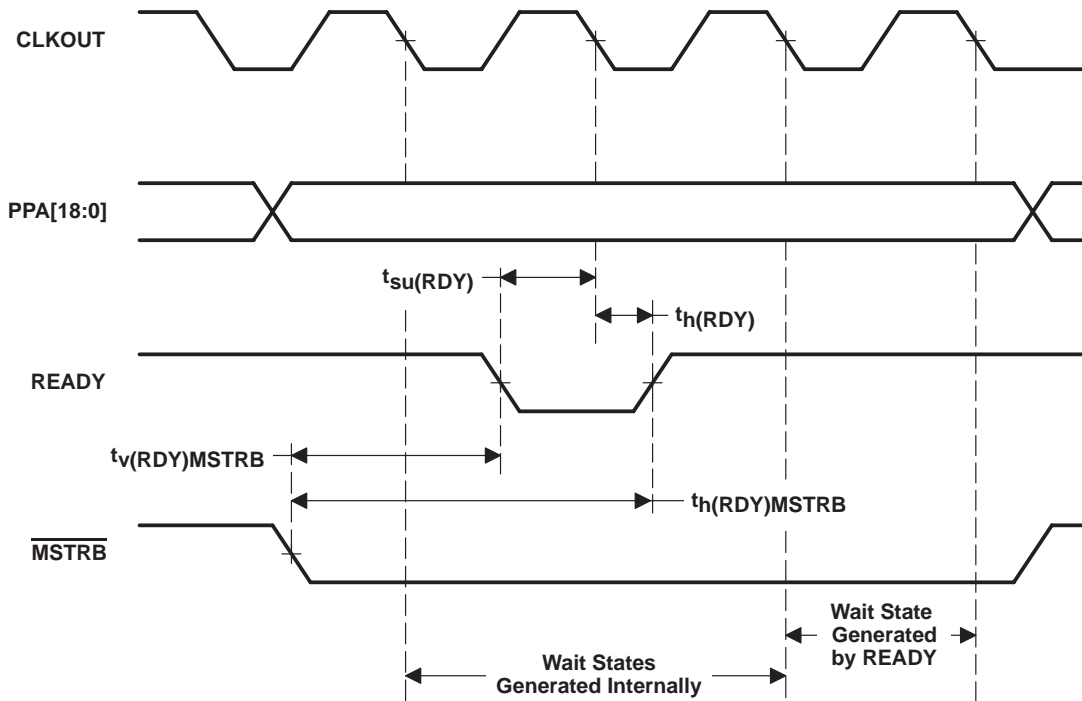 CLKOUT
PPA[18:0]
tsu(RDY)
th(RDY)
READY
tv(RDY)MSTRB
th(RDY)MSTRB
MSTRB
Wait State
Generated
by READY
Wait States
Generated Internally